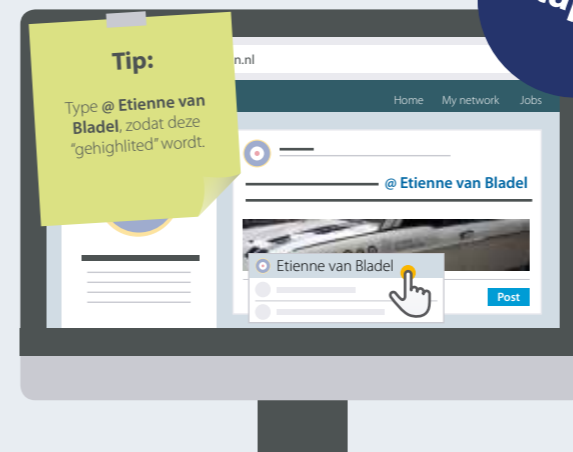 Tip:
Type @ Etienne van
Bladel, zodat deze
"gehighlited" wordt.
n.nl
Home My network Jobs
@ Etienne van Bladel
Etienne van Bladel
Post